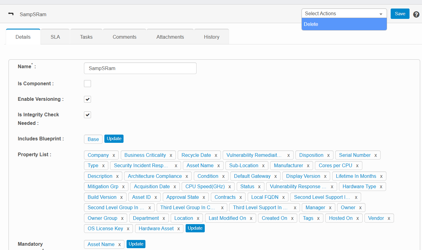 SampSRam
Select Actions
Save
Delete
Details SLA Tasks Comments Attachments History
Name* :
SampSRam
Is Component :
Enable Versioning :
Is Integrity Check
Needed :
Includes Blueprint :
Base Update
Property List :
Company x Business Criticality x Recycle Date x Vulnerability Remediati ... x Disposition x Serial Number x
Type x Security Incident Resp... x Asset Name x Sub-Location x Manufacturer x Cores per CPU x
Description x Architecture Compliance x Condition x Default Gateway x Display Version x Lifetime In Months x
Mitigation Grp x Acquisition Date x CPU Speed(GHz) x Status x Vulnerability Response ... x Hardware Type x
Build Version x Asset ID x Approval Stats x Contracts x Local FQDN x Second Level Support I... x
Second Level Group In ... x Third Level Group In C... x Third Level Support In ... x Manager x Owner x
Owner Group x Department x Location x Last Modified On x Created On x Tags x Hosted On x Vendor x
OS License Key x Hardware Asset x Update
Mandatory
Asset Name x Update